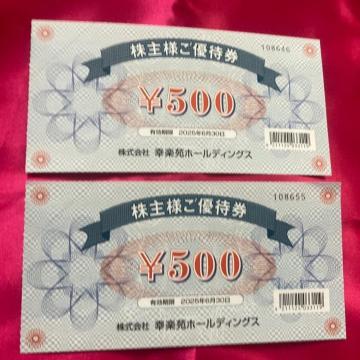 株主様ご優待券
108646
¥500
有効期限 2025年6月30日
株式会社 幸楽苑ホールディングス
株主様ご優待券
108655
¥500
有効期限 2025年6月30日
株式会社 幸楽苑ホールディングス